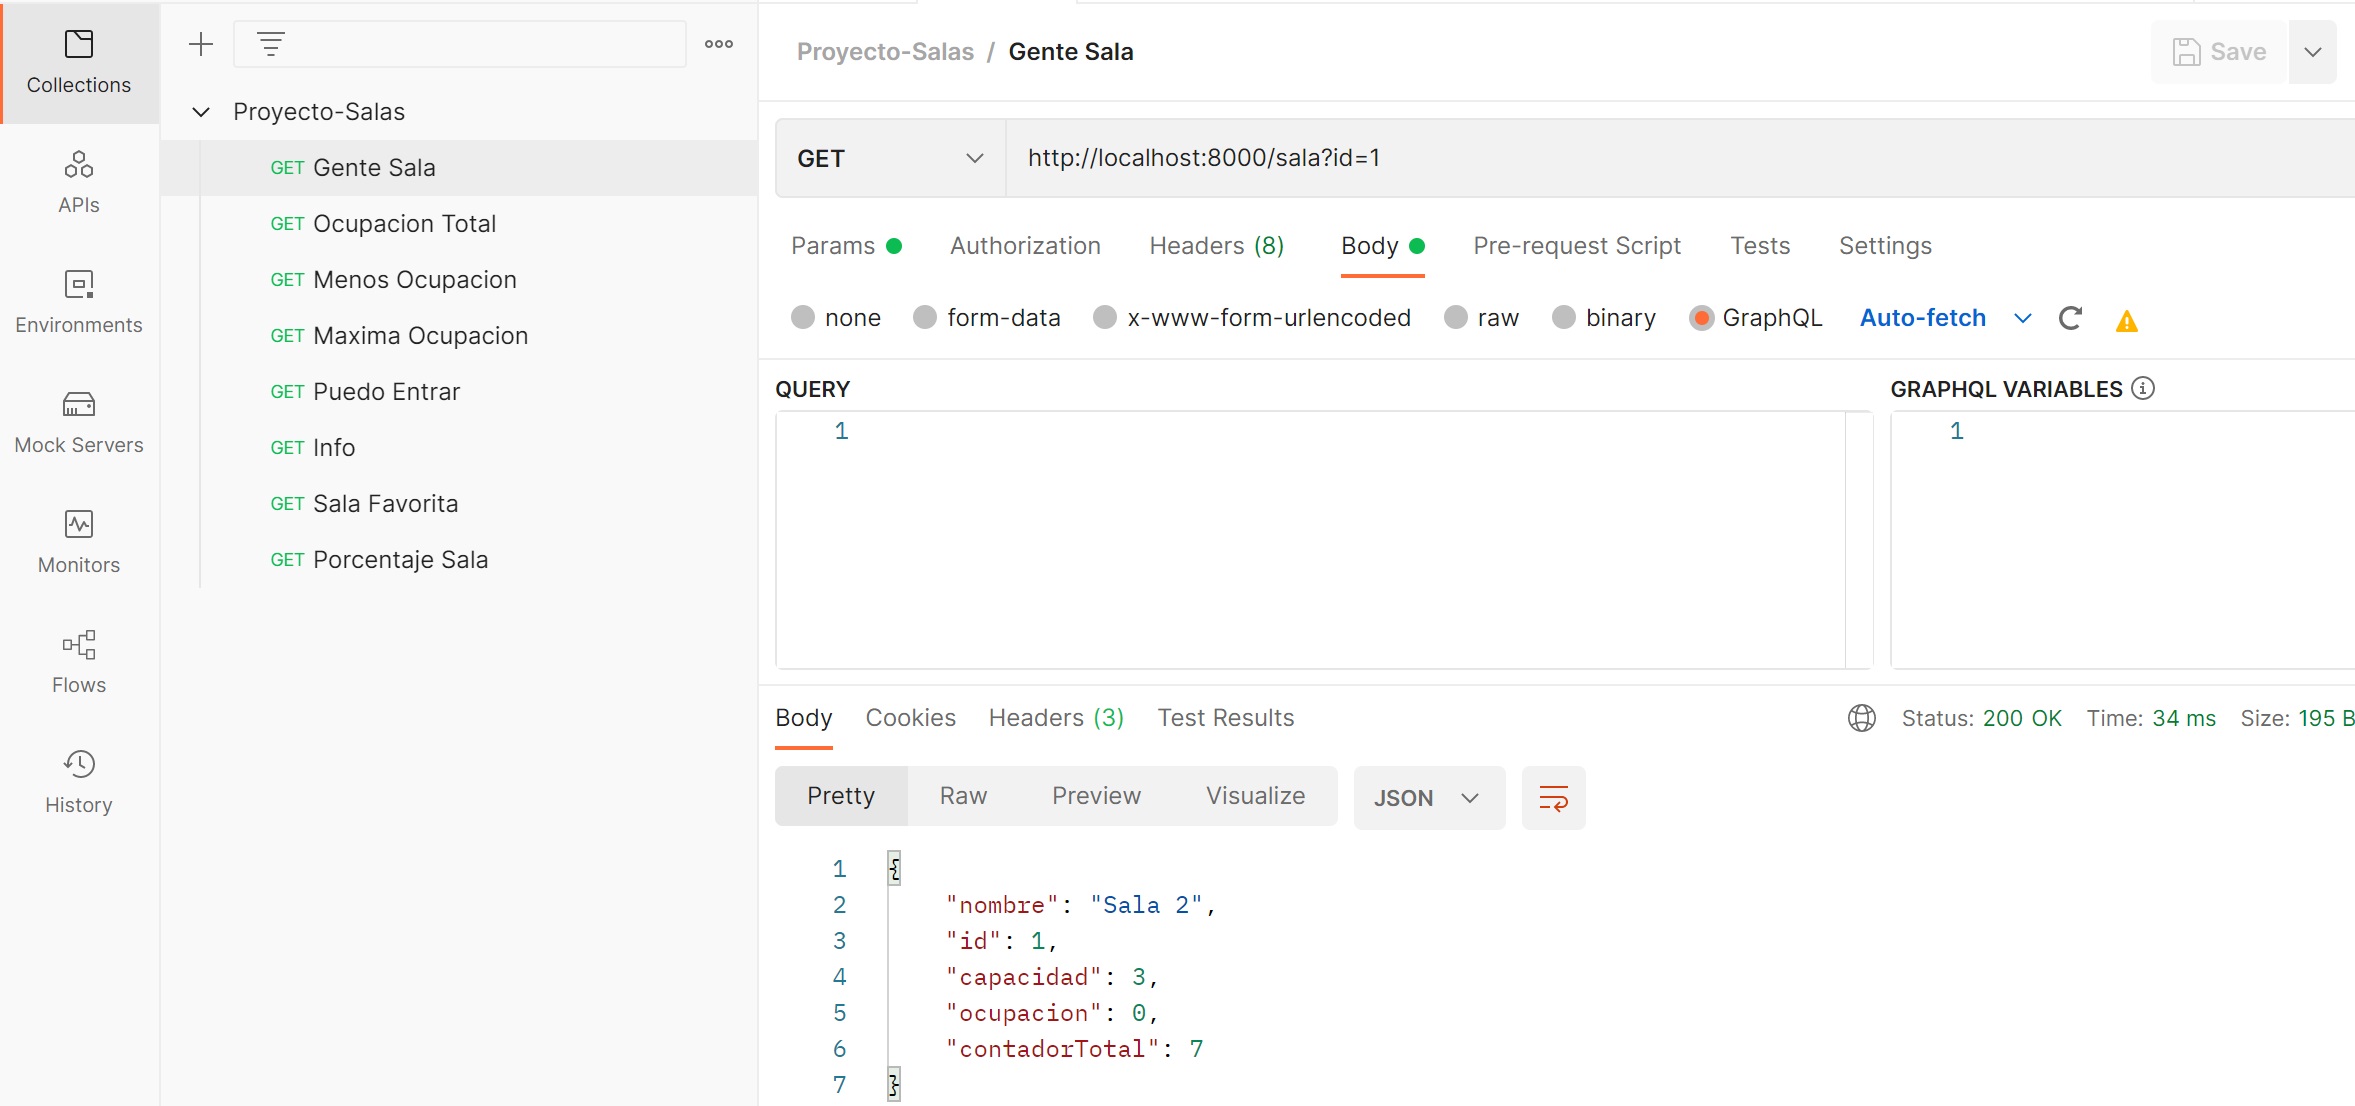 Collections
APIs
Environments
Mock Servers
Monitors
Flows
History
Proyecto-Salas
GET Gente Sala
GET Ocupacion Total
GET Menos Ocupacion
GET Maxima Ocupacion
GET Puedo Entrar
GET Info
GET Sala Favorita
GET Porcentaje Sala
Proyecto-Salas / Gente Sala
Save
GET http://localhost:8000/sala?id=1
Params Authorization Headers (8) Body Pre-request Script Tests Settings
none form-data x-www-form-urlencoded raw binary GraphQL Auto-fetch
QUERY
1
GRAPHQL VARIABLES
1
Body Cookies Headers (3) Test Results Status: 200 OK Time: 34 ms Size: 195 B
Pretty Raw Preview Visualize JSON
1 {
2 "nombre": "Sala 2",
3 "id": 1,
4 "capacidad": 3,
5 "ocupacion": 0,
6 "contadorTotal": 7
7 }